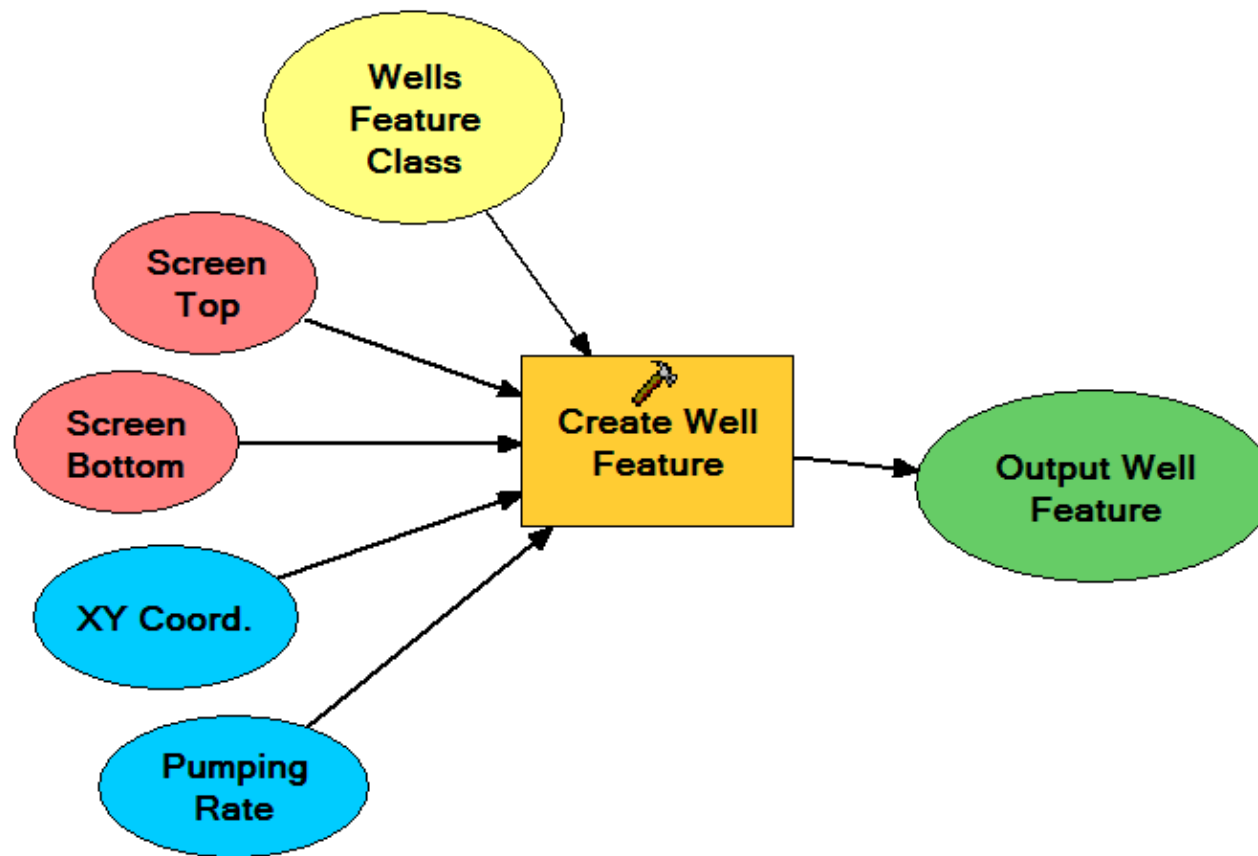 Wells
Feature
Class
Screen
Top
Screen
Bottom
Create Well
Feature
Output Well
Feature
XY Coord.
Pumping
Rate